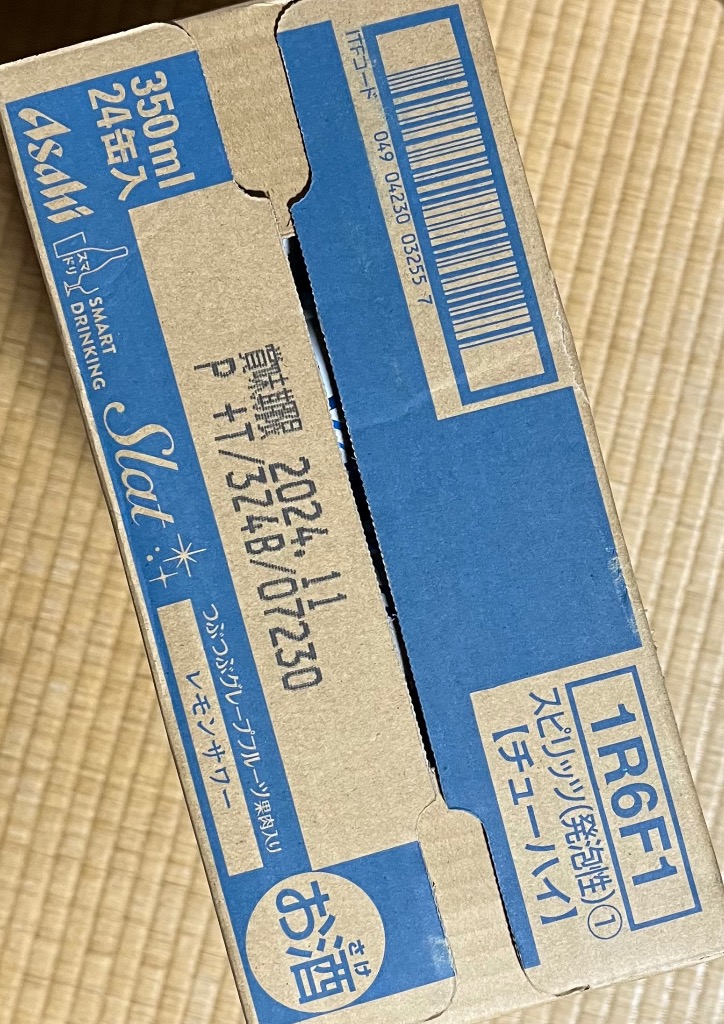 ITFコード
049 04230 03255 7
350ml
24缶入
Asahi
スマ
ドリ
SMART
DRINKING
Slat
賞味期限 2024.11
P +T/324B/07230
つぶつぶグレープフルーツ果肉入り
レモンサワー
1R6F1
スピリッツ(発泡性)①
【チューハイ】
さけ
お酒